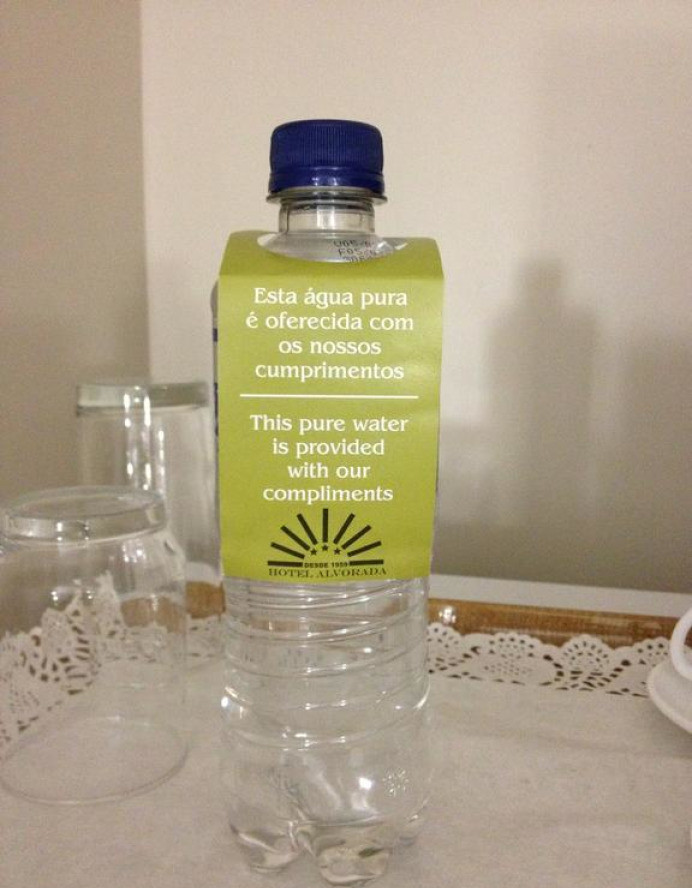 Esta água pura
é oferecida com
os nossos
cumprimentos
This pure water
is provided
with our
compliments
DESDE 1959
HOTEL ALVORADA